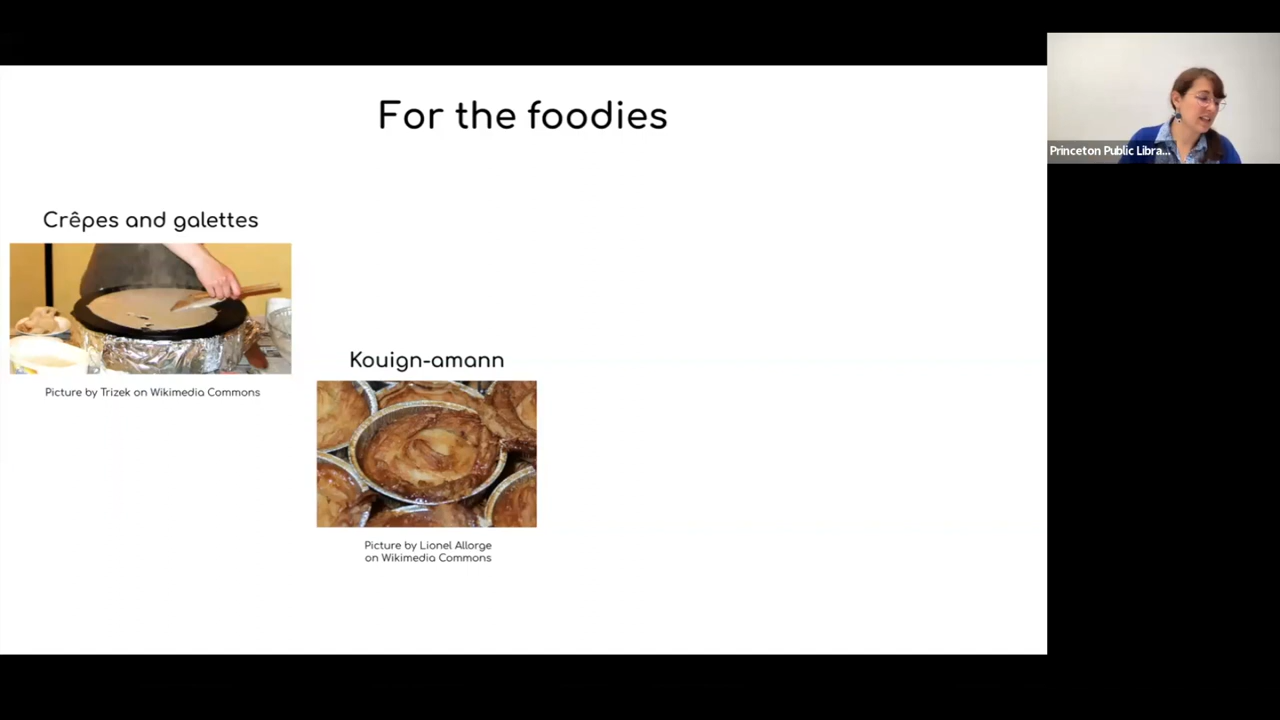 For the foodies
Princeton Public Libra...
Crêpes and galettes
Picture by Trizek on Wikimedia Commons
Kouign-amann
Picture by Lionel Allorge
on Wikimedia Commons